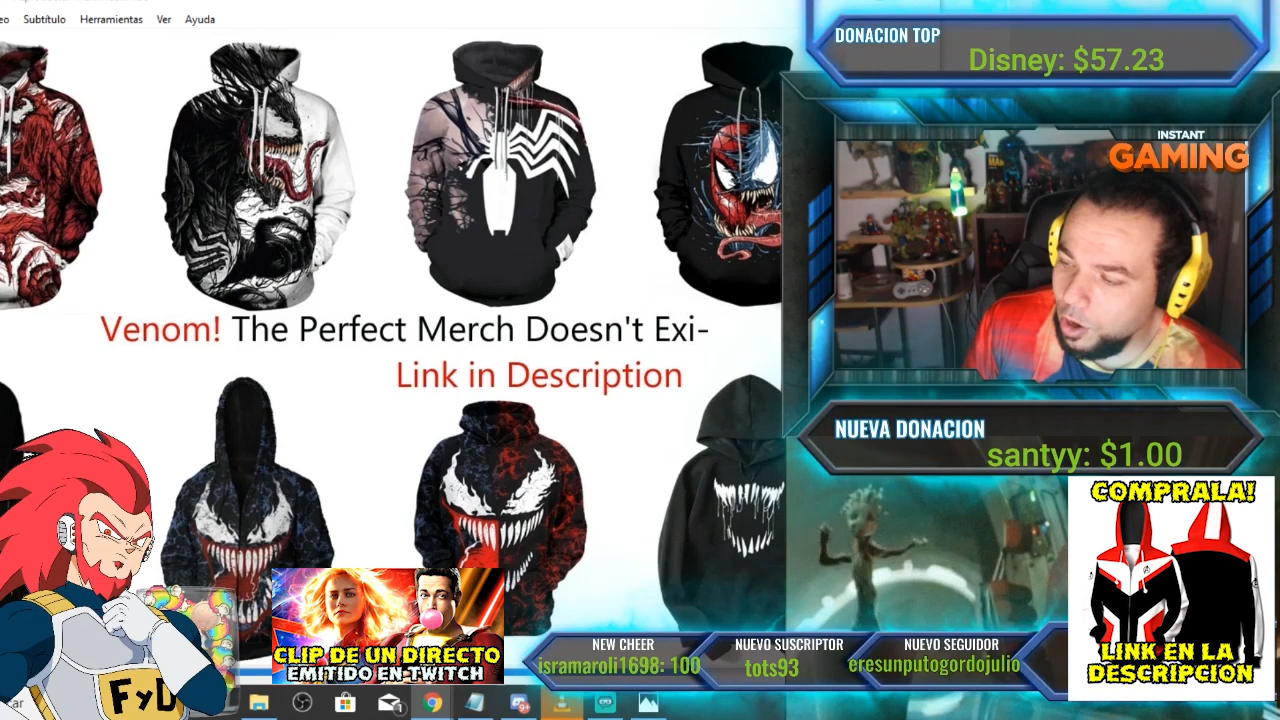 Subtítulo Herramientas Ver Ayuda
Venom! The Perfect Merch Doesn't Exi-
Link in Description
DONACION TOP
Disney: $57.23
INSTANT
GAMING
NUEVA DONACION
santyy: $1.00
COMPRALA!
LINK EN LA
DESCRIPCION
FyD
CLIP DE UN DIRECTO
EMITIDO EN TWITCH
NEW CHEER
isramaroli1698: 100
NUEVO SUSCRIPTOR
tots93
NUEVO SEGUIDOR
eresunputogordojulio